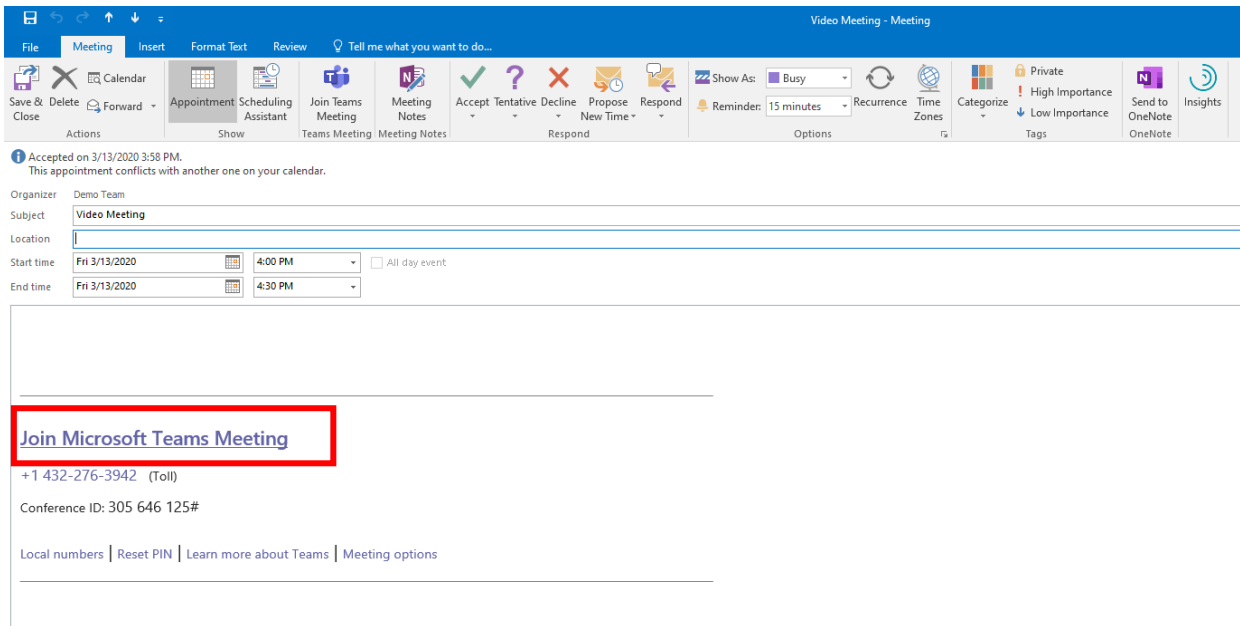 Video Meeting - Meeting
File Meeting Insert Format Text Review Tell me what you want to do...
Save & Close Delete Calendar Forward Appointment Scheduling Assistant Join Teams Meeting Meeting Notes Accept Tentative Decline Propose New Time Respond Show As: Busy Reminder: 15 minutes Recurrence Time Zones Categorize Private High Importance Low Importance Send to OneNote Insights
Actions Show Teams Meeting Meeting Notes Respond Options Tags OneNote
Accepted on 3/13/2020 3:58 PM.
This appointment conflicts with another one on your calendar.
Organizer Demo Team
Subject Video Meeting
Location
Start time Fri 3/13/2020 4:00 PM All day event
End time Fri 3/13/2020 4:30 PM
Join Microsoft Teams Meeting
+1 432-276-3942 (Toll)
Conference ID: 305 646 125#
Local numbers | Reset PIN | Learn more about Teams | Meeting options